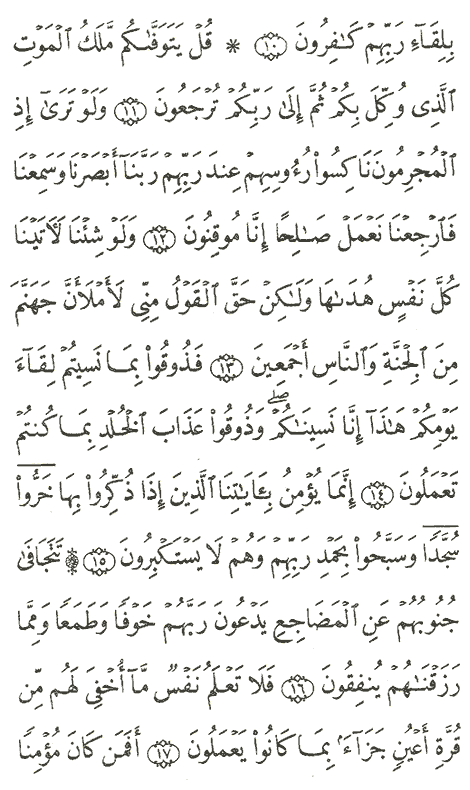 بِلِقَآءِ رَبِّهِمۡ كَٰفِرُونَ ۝١٠ * قُلۡ يَتَوَفَّىٰكُم مَّلَكُ ٱلۡمَوۡتِ
ٱلَّذِى وُكِّلَ بِكُمۡ ثُمَّ إِلَىٰ رَبِّكُمۡ تُرۡجَعُونَ ۝١١ وَلَوۡ تَرَىٰٓ إِذِ
ٱلۡمُجۡرِمُونَ نَاكِسُوا۟ رُءُوسِهِمۡ عِندَ رَبِّهِمۡ رَبَّنَآ أَبۡصَرۡنَا وَسَمِعۡنَا
فَٱرۡجِعۡنَا نَعۡمَلۡ صَٰلِحًا إِنَّا مُوقِنُونَ ۝١٢ وَلَوۡ شِئۡنَا لَأٓتَيۡنَا
كُلَّ نَفۡسٍ هُدَىٰهَا وَلَٰكِنۡ حَقَّ ٱلۡقَوۡلُ مِنِّى لَأَمۡلَأَنَّ جَهَنَّمَ
مِنَ ٱلۡجِنَّةِ وَٱلنَّاسِ أَجۡمَعِينَ ۝١٣ فَذُوقُوا۟ بِمَا نَسِيتُمۡ لِقَآءَ
يَوۡمِكُمۡ هَٰذَآ إِنَّا نَسِينَٰكُمۡۖ وَذُوقُوا۟ عَذَابَ ٱلۡخُلۡدِ بِمَا كُنتُمۡ
تَعۡمَلُونَ ۝١٤ إِنَّمَا يُؤۡمِنُ بِـَٔايَٰتِنَا ٱلَّذِينَ إِذَا ذُكِّرُوا۟ بِهَا خَرُّوا۟
سُجَّدًا وَسَبَّحُوا۟ بِحَمۡدِ رَبِّهِمۡ وَهُمۡ لَا يَسۡتَكۡبِرُونَ ۩ ۝١٥ تَتَجَافَىٰ
جُنُوبُهُمۡ عَنِ ٱلۡمَضَاجِعِ يَدۡعُونَ رَبَّهُمۡ خَوۡفًا وَطَمَعًا وَمِمَّا
رَزَقۡنَٰهُمۡ يُنفِقُونَ ۝١٦ فَلَا تَعۡلَمُ نَفۡسٌ مَّآ أُخۡفِىَ لَهُم مِّن
قُرَّةِ أَعۡيُنٍ جَزَآءَۢ بِمَا كَانُوا۟ يَعۡمَلُونَ ۝١٧ أَفَمَن كَانَ مُؤۡمِنًا